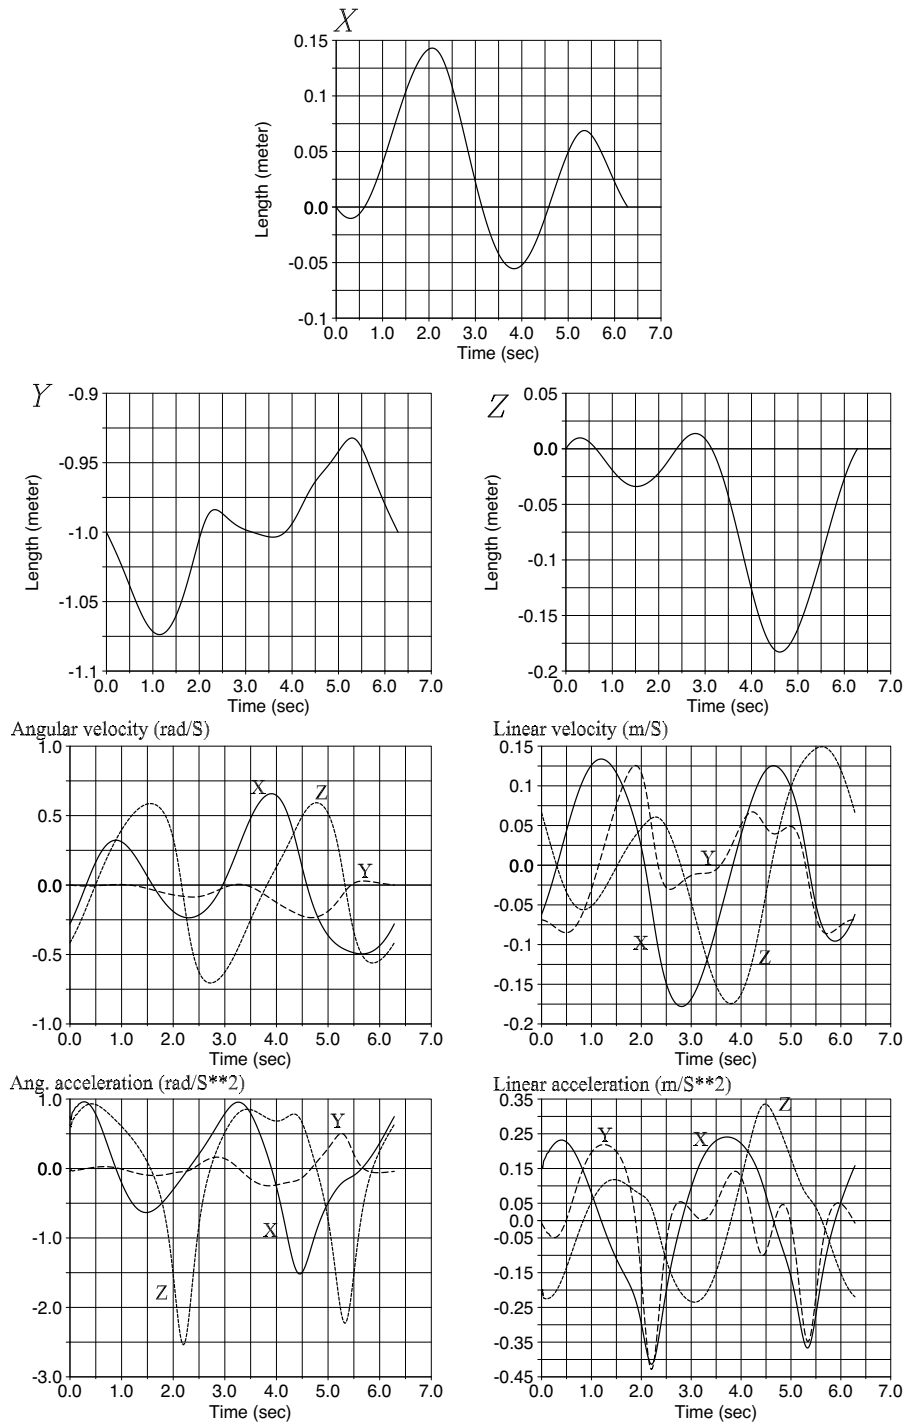 X
Length (meter)
0.15
0.1
0.05
0.0
-0.05
-0.1
0.0 1.0 2.0 3.0 4.0 5.0 6.0 7.0
Time (sec)
Y
Length (meter)
-0.9
-0.95
-1.0
-1.05
-1.1
0.0 1.0 2.0 3.0 4.0 5.0 6.0 7.0
Time (sec)
Z
Length (meter)
0.05
0.0
-0.05
-0.1
-0.15
-0.2
0.0 1.0 2.0 3.0 4.0 5.0 6.0 7.0
Time (sec)
Angular velocity (rad/S)
1.0
0.5
0.0
-0.5
-1.0
X
Z
Y
0.0 1.0 2.0 3.0 4.0 5.0 6.0 7.0
Time (sec)
Linear velocity (m/S)
0.15
0.1
0.05
0.0
-0.05
-0.1
-0.15
-0.2
Y
X
Z
0.0 1.0 2.0 3.0 4.0 5.0 6.0 7.0
Time (sec)
Ang. acceleration (rad/S**2)
1.0
0.0
-1.0
-2.0
-3.0
Y
X
Z
0.0 1.0 2.0 3.0 4.0 5.0 6.0 7.0
Time (sec)
Linear acceleration (m/S**2)
0.35
0.25
0.15
0.05
0.0
-0.05
-0.15
-0.25
-0.35
-0.45
Z
Y
X
0.0 1.0 2.0 3.0 4.0 5.0 6.0 7.0
Time (sec)